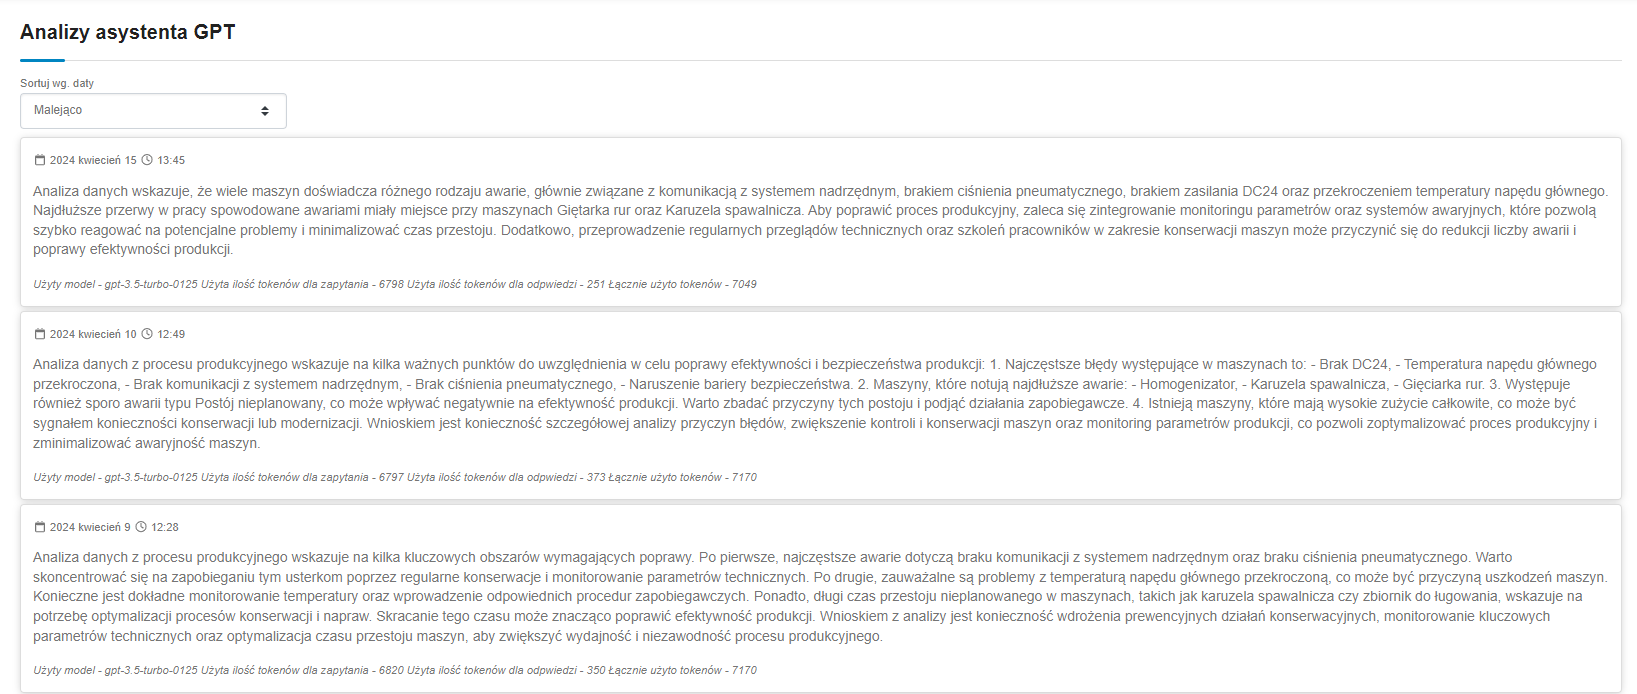 Analizy asystenta GPT
Sortuj wg. daty
Malejąco
2024 kwiecień 15 13:45
Analiza danych wskazuje, że wiele maszyn doświadcza różnego rodzaju awarie, głównie związane z komunikacją z systemem nadrzędnym, brakiem ciśnienia pneumatycznego, brakiem zasilania DC24 oraz przekroczeniem temperatury napędu głównego.
Najdłuższe przerwy w pracy spowodowane awariami miały miejsce przy maszynach Giętarka rur oraz Karuzela spawalnicza. Aby poprawić proces produkcyjny, zaleca się zintegrowanie monitoringu parametrów oraz systemów awaryjnych, które pozwolą
szybko reagować na potencjalne problemy i minimalizować czas przestoju. Dodatkowo, przeprowadzenie regularnych przeglądów technicznych oraz szkoleń pracowników w zakresie konserwacji maszyn może przyczynić się do redukcji liczby awarii i
poprawy efektywności produkcji.
Użyty model - gpt-3.5-turbo-0125 Użyta ilość tokenów dla zapytania - 6798 Użyta ilość tokenów dla odpwiedzi - 251 Łącznie użyto tokenów - 7049
2024 kwiecień 10 12:49
Analiza danych z procesu produkcyjnego wskazuje na kilka ważnych punktów do uwzględnienia w celu poprawy efektywności i bezpieczeństwa produkcji: 1. Najczęstsze błędy występujące w maszynach to: - Brak DC24, - Temperatura napędu głównego
przekroczona, - Brak komunikacji z systemem nadrzędnym, - Brak ciśnienia pneumatycznego, - Naruszenie bariery bezpieczeństwa. 2. Maszyny, które notują najdłuższe awarie: - Homogenizator, - Karuzela spawalnicza, - Gięciarka rur. 3. Występuje
również sporo awarii typu Postój nieplanowany, co może wpływać negatywnie na efektywność produkcji. Warto zbadać przyczyny tych postoju i podjąć działania zapobiegawcze. 4. Istnieją maszyny, które mają wysokie zużycie całkowite, co może być
sygnałem konieczności konserwacji lub modernizacji. Wnioskiem jest konieczność szczegółowej analizy przyczyn błędów, zwiększenie kontroli i konserwacji maszyn oraz monitoring parametrów produkcji, co pozwoli zoptymalizować proces produkcyjny i
zminimalizować awaryjność maszyn.
Użyty model - gpt-3.5-turbo-0125 Użyta ilość tokenów dla zapytania - 6797 Użyta ilość tokenów dla odpwiedzi - 373 Łącznie użyto tokenów - 7170
2024 kwiecień 9 12:28
Analiza danych z procesu produkcyjnego wskazuje na kilka kluczowych obszarów wymagających poprawy. Po pierwsze, najczęstsze awarie dotyczą braku komunikacji z systemem nadrzędnym oraz braku ciśnienia pneumatycznego. Warto
skoncentrować się na zapobieganiu tym usterkom poprzez regularne konserwacje i monitorowanie parametrów technicznych. Po drugie, zauważalne są problemy z temperaturą napędu głównego przekroczoną, co może być przyczyną uszkodzeń maszyn.
Konieczne jest dokładne monitorowanie temperatury oraz wprowadzenie odpowiednich procedur zapobiegawczych. Ponadto, długi czas przestoju nieplanowanego w maszynach, takich jak karuzela spawalnicza czy zbiornik do ługowania, wskazuje na
potrzebę optymalizacji procesów konserwacji i napraw. Skracanie tego czasu może znacząco poprawić efektywność produkcji. Wnioskiem z analizy jest konieczność wdrożenia prewencyjnych działań konserwacyjnych, monitorowanie kluczowych
parametrów technicznych oraz optymalizacja czasu przestoju maszyn, aby zwiększyć wydajność i niezawodność procesu produkcyjnego.
Użyty model - gpt-3.5-turbo-0125 Użyta ilość tokenów dla zapytania - 6820 Użyta ilość tokenów dla odpwiedzi - 350 Łącznie użyto tokenów - 7170